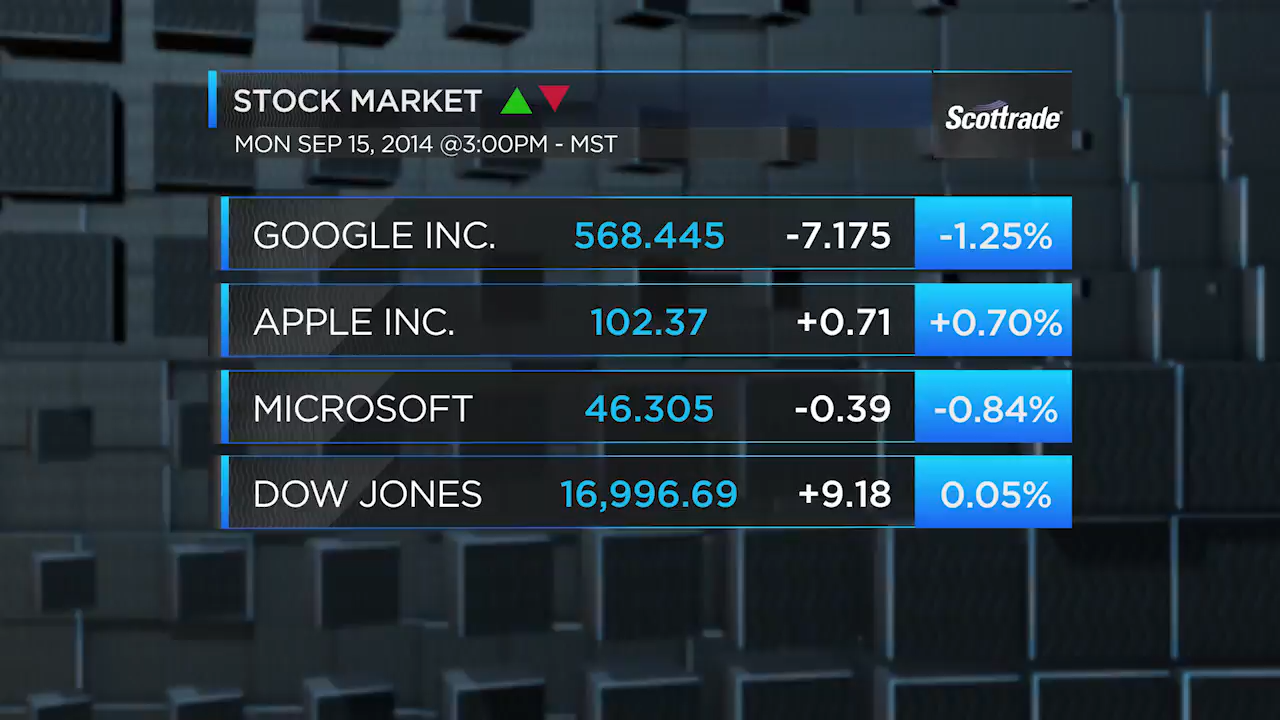 STOCK MARKET
Scottrade
MON SEP 15, 2014 @3:00PM - MST
GOOGLE INC. 568.445 -7.175 -1.25%
APPLE INC. 102.37 +0.71 +0.70%
MICROSOFT 46.305 -0.39 -0.84%
DOW JONES 16,996.69 +9.18 0.05%